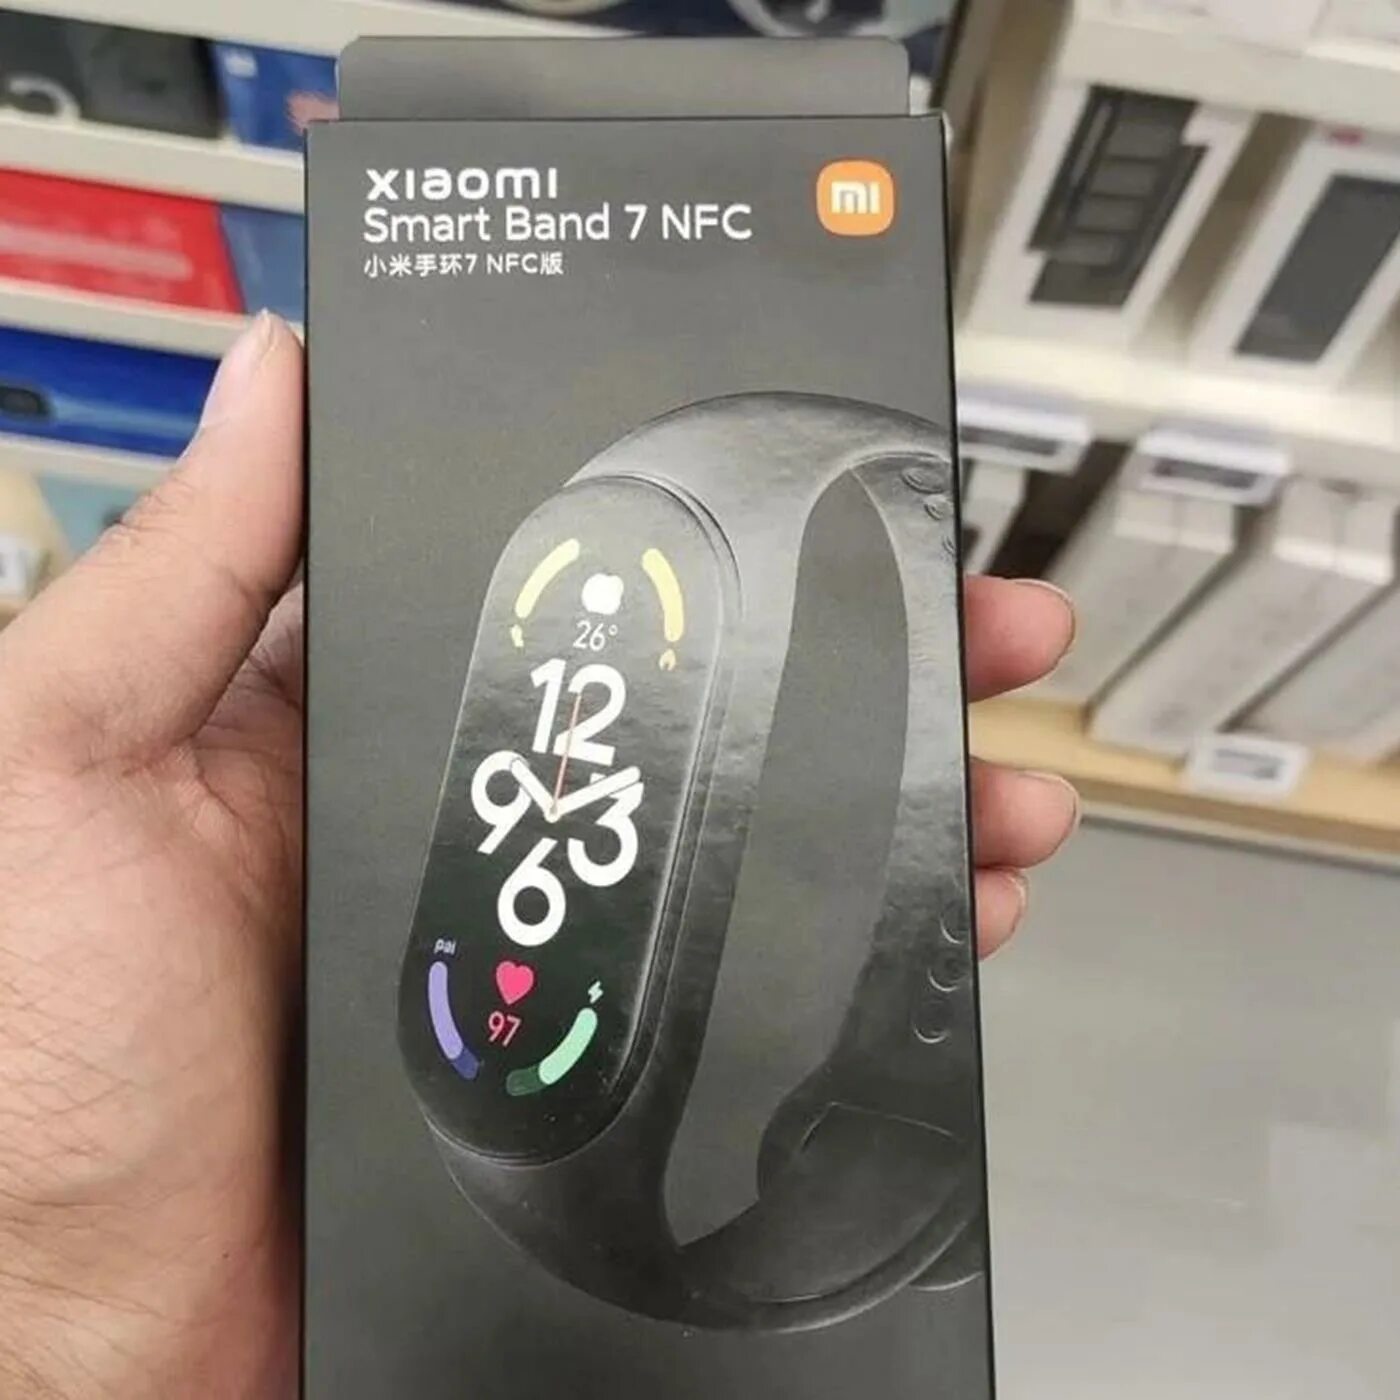 xiaomi
Smart Band 7 NFC
小米手环7 NFC版
mi
26°
12
9
3
6
pai
97